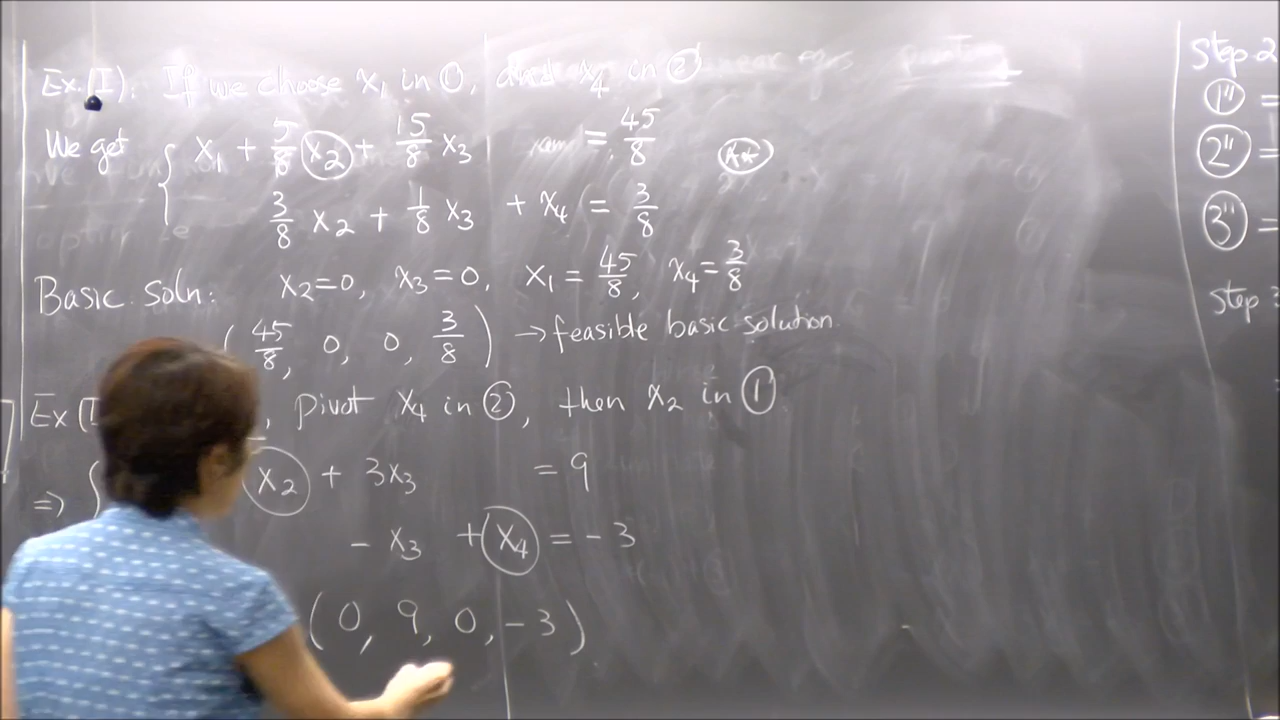 Ex.(I): If we choose x₁ in ①, and x₄ in ②
We get { x₁ + 5/8 x₂ + 15/8 x₃ = 45/8 (**)
3/8 x₂ + 1/8 x₃ + x₄ = 3/8
Basic soln: x₂=0, x₃=0, x₁ = 45/8, x₄ = 3/8
(45/8, 0, 0, 3/8) → feasible basic solution.
Ex (I , pivot x₄ in ②, then x₂ in ①
⇒ { x₂ + 3x₃ = 9
- x₃ + x₄ = -3
(0, 9, 0, -3)
Step 2
①'' =
②'' =
③'' =
Step